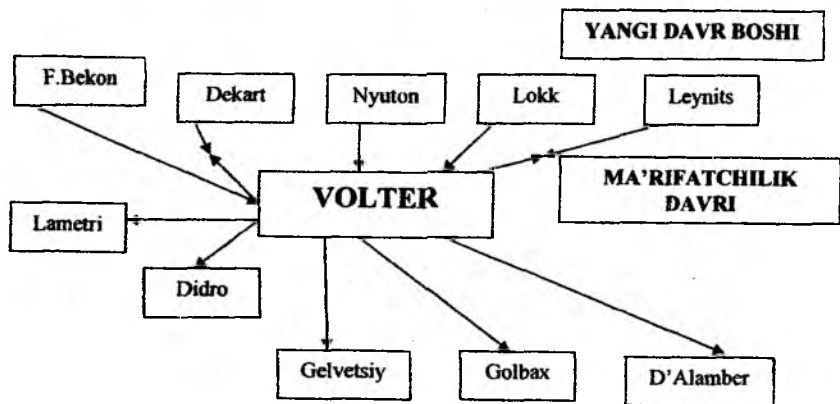 YANGI DAVR BOSHI
F.Bekon
Dekart
Nyuton
Lokk
Leynits
VOLTER
MA’RIFATCHILIK
DAVRI
Lametri
Didro
Gelvetsiy
Golbax
D’Alamber